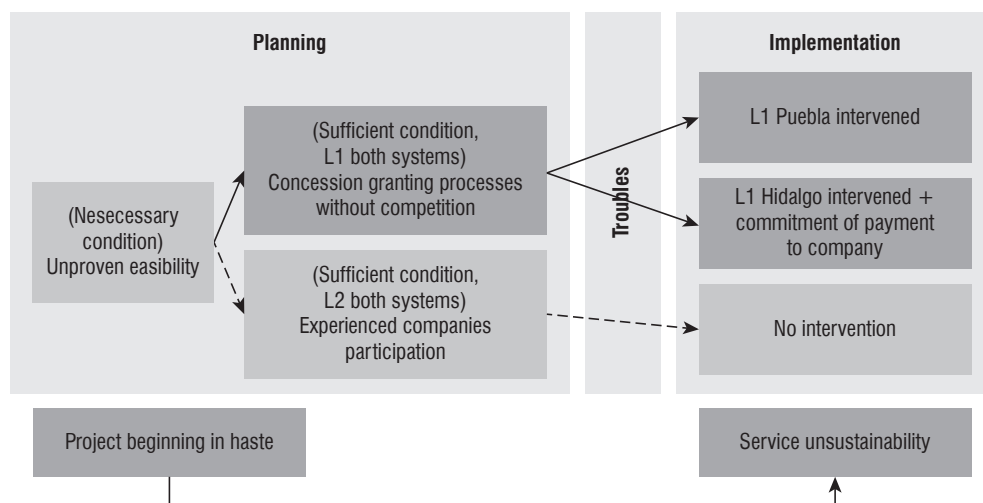 Planning
Implementation
(Nesecessary
condition)
Unproven easibility
(Sufficient condition,
L1 both systems)
Concession granting processes
without competition
(Sufficient condition,
L2 both systems)
Experienced companies
participation
Troubles
L1 Puebla intervened
L1 Hidalgo intervened +
commitment of payment
to company
No intervention
Project beginning in haste
Service unsustainability